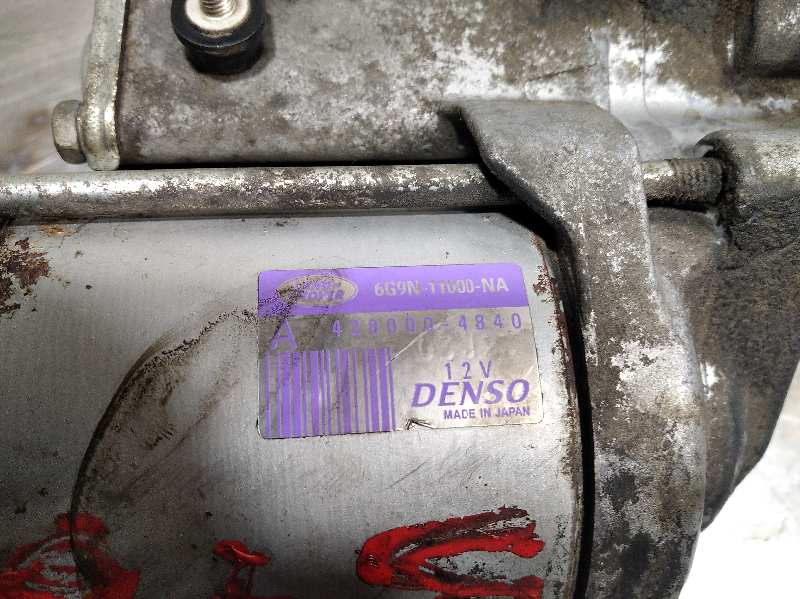 6G9N-11000-NA
A 428000-4840
12V
DENSO
MADE IN JAPAN